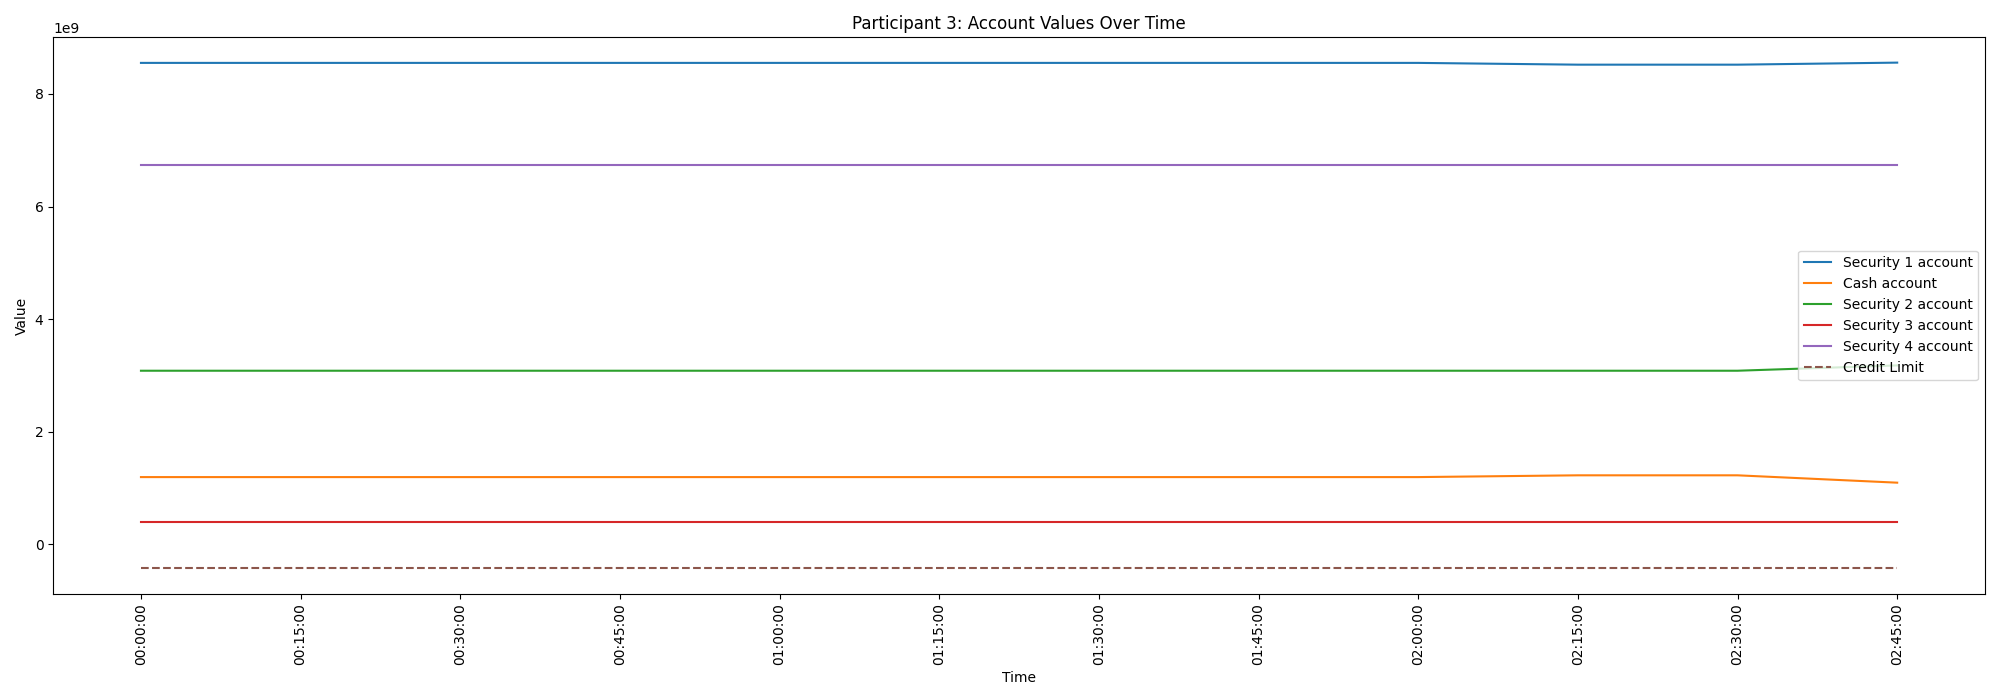 Participant 3: Account Values Over Time
1e9
8
6
4
2
0
Value
Security 1 account
Cash account
Security 2 account
Security 3 account
Security 4 account
Credit Limit
00:00:00
00:15:00
00:30:00
00:45:00
01:00:00
01:15:00
01:30:00
01:45:00
02:00:00
02:15:00
02:30:00
02:45:00
Time